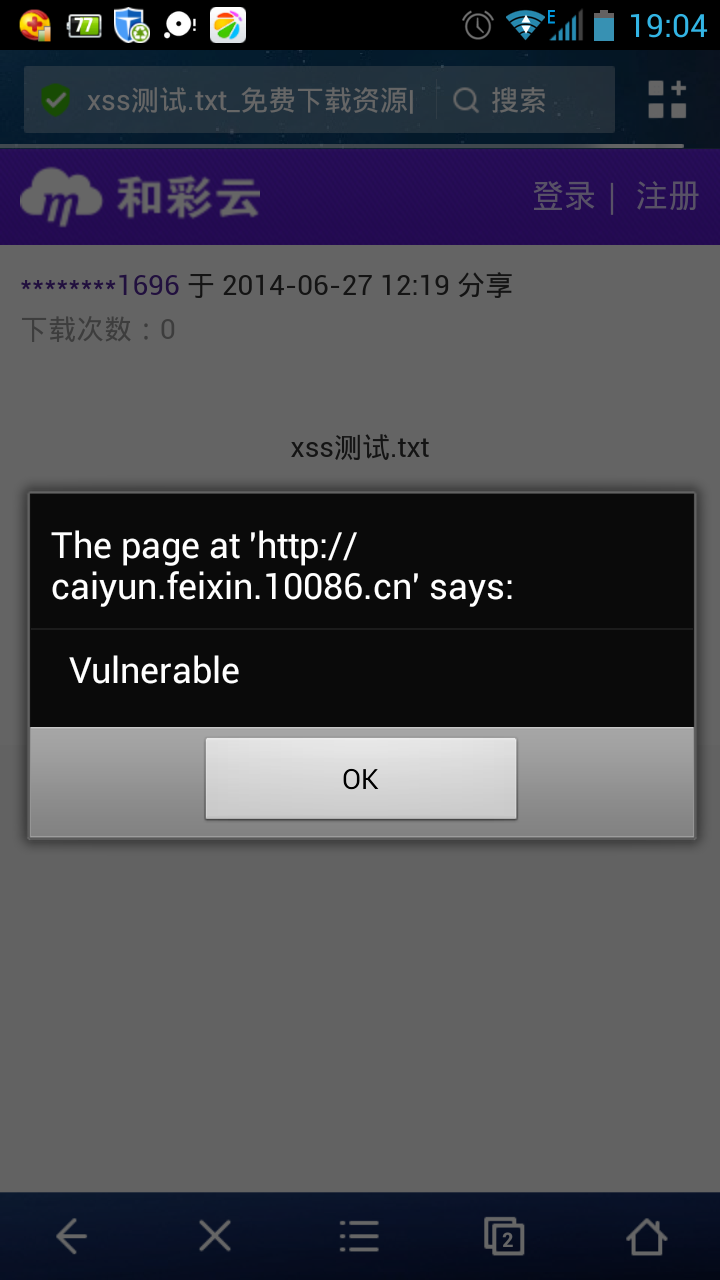 77
E
19:04
xss测试.txt_免费下载资源|
搜索
和彩云
登录 | 注册
********1696 于 2014-06-27 12:19 分享
下载次数：0
xss测试.txt
The page at 'http://
caiyun.feixin.10086.cn' says:
Vulnerable
OK
2